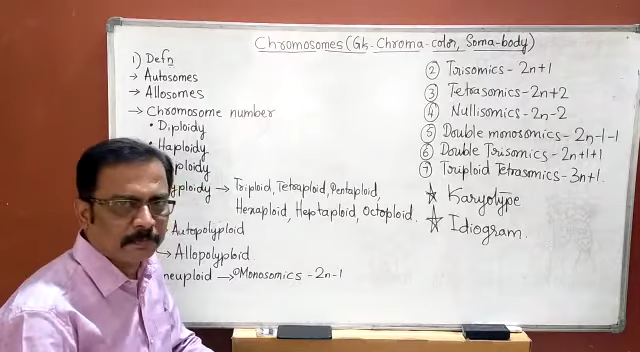 Chromosomes (Gk- Chroma-color, Soma-body)
1) Defn
→ Autosomes
→ Allosomes
→ Chromosome number
• Diploidy
• Haploidy
ploidy
ploidy → Triploid, Tetraploid, Pentaploid,
Hexaploid, Heptaploid, Octoploid.
Autopolyploid
→ Allopolyploid
neuploid → ① Monosomics - 2n-1
② Trisomics - 2n+1
③ Tetrasomics - 2n+2
④ Nullisomics - 2n-2
⑤ Double monosomics - 2n-1-1
⑥ Double Trisomics - 2n+1+1
⑦ Triploid Tetrasomics - 3n+1.
☆ Karyotype
☆ Idiogram.